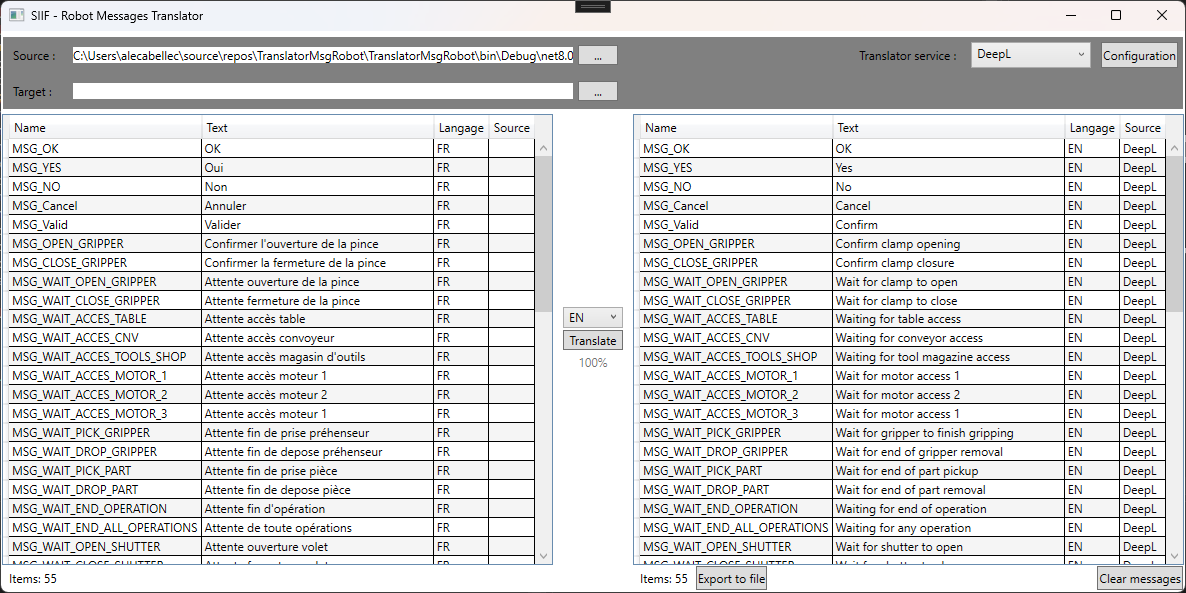 SIIF - Robot Messages Translator
Source : C:\Users\alecabellec\source\repos\TranslatorMsgRobot\TranslatorMsgRobot\bin\Debug\net8.0 ... Translator service : DeepL Configuration
Target : ...
Name Text Langage Source Name Text Langage Source
MSG_OK OK FR MSG_OK OK EN DeepL
MSG_YES Oui FR MSG_YES Yes EN DeepL
MSG_NO Non FR MSG_NO No EN DeepL
MSG_Cancel Annuler FR MSG_Cancel Cancel EN DeepL
MSG_Valid Valider FR MSG_Valid Confirm EN DeepL
MSG_OPEN_GRIPPER Confirmer l'ouverture de la pince FR MSG_OPEN_GRIPPER Confirm clamp opening EN DeepL
MSG_CLOSE_GRIPPER Confirmer la fermeture de la pince FR MSG_CLOSE_GRIPPER Confirm clamp closure EN DeepL
MSG_WAIT_OPEN_GRIPPER Attente ouverture de la pince FR MSG_WAIT_OPEN_GRIPPER Wait for clamp to open EN DeepL
MSG_WAIT_CLOSE_GRIPPER Attente fermeture de la pince FR MSG_WAIT_CLOSE_GRIPPER Wait for clamp to close EN DeepL
MSG_WAIT_ACCES_TABLE Attente accès table FR EN MSG_WAIT_ACCES_TABLE Waiting for table access EN DeepL
MSG_WAIT_ACCES_CNV Attente accès convoyeur FR Translate MSG_WAIT_ACCES_CNV Waiting for conveyor access EN DeepL
MSG_WAIT_ACCES_TOOLS_SHOP Attente accès magasin d'outils FR 100% MSG_WAIT_ACCES_TOOLS_SHOP Waiting for tool magazine access EN DeepL
MSG_WAIT_ACCES_MOTOR_1 Attente accès moteur 1 FR MSG_WAIT_ACCES_MOTOR_1 Wait for motor access 1 EN DeepL
MSG_WAIT_ACCES_MOTOR_2 Attente accès moteur 2 FR MSG_WAIT_ACCES_MOTOR_2 Wait for motor access 2 EN DeepL
MSG_WAIT_ACCES_MOTOR_3 Attente accès moteur 1 FR MSG_WAIT_ACCES_MOTOR_3 Wait for motor access 1 EN DeepL
MSG_WAIT_PICK_GRIPPER Attente fin de prise préhenseur FR MSG_WAIT_PICK_GRIPPER Wait for gripper to finish gripping EN DeepL
MSG_WAIT_DROP_GRIPPER Attente fin de depose préhenseur FR MSG_WAIT_DROP_GRIPPER Wait for end of gripper removal EN DeepL
MSG_WAIT_PICK_PART Attente fin de prise pièce FR MSG_WAIT_PICK_PART Wait for end of part pickup EN DeepL
MSG_WAIT_DROP_PART Attente fin de depose pièce FR MSG_WAIT_DROP_PART Wait for end of part removal EN DeepL
MSG_WAIT_END_OPERATION Attente fin d'opération FR MSG_WAIT_END_OPERATION Waiting for end of operation EN DeepL
MSG_WAIT_END_ALL_OPERATIONS Attente de toute opérations FR MSG_WAIT_END_ALL_OPERATIONS Waiting for any operation EN DeepL
MSG_WAIT_OPEN_SHUTTER Attente ouverture volet FR MSG_WAIT_OPEN_SHUTTER Wait for shutter to open EN DeepL
Items: 55 Items: 55 Export to file Clear messages